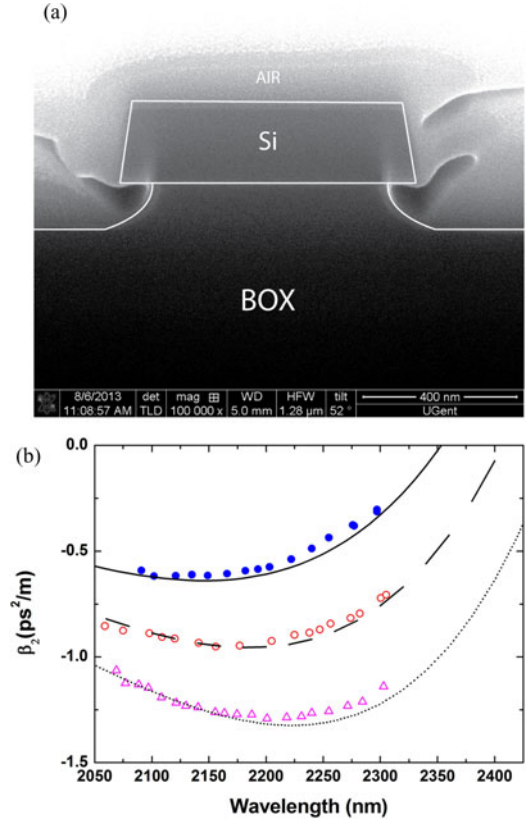 (a)
AIR
Si
BOX
8/6/2013 det mag ⊞ WD HFW tilt 400 nm
11:08:57 AM TLD 100 000 x 5.0 mm 1.28 µm 52° UGent
(b)
0.0
-0.5
-1.0
-1.5
β₂(ps²/m)
2050 2100 2150 2200 2250 2300 2350 2400
Wavelength (nm)